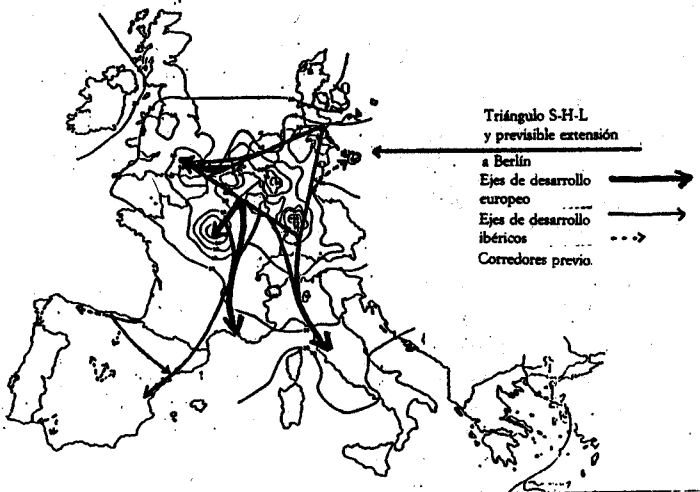 Triángulo S-H-L
y previsible extensión
a Berlín
Ejes de desarrollo
europeo
Ejes de desarrollo
ibéricos
Corredores previo.